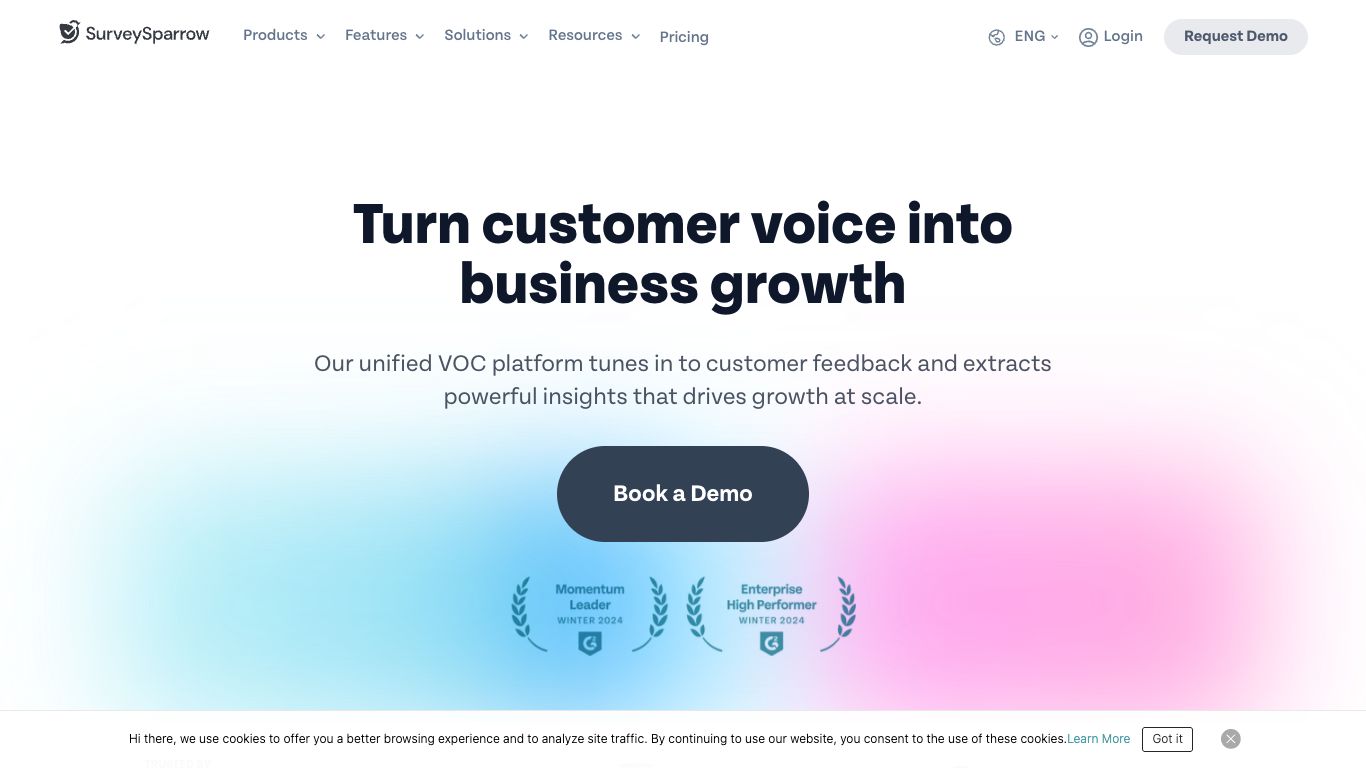 SurveySparrow Products Features Solutions Resources Pricing ENG Login Request Demo
Turn customer voice into
business growth
Our unified VOC platform tunes in to customer feedback and extracts
powerful insights that drives growth at scale.
Book a Demo
Momentum
Leader
WINTER 2024
Enterprise
High Performer
WINTER 2024
Hi there, we use cookies to offer you a better browsing experience and to analyze site traffic. By continuing to use our website, you consent to the use of these cookies.Learn More Got it
TRUSTED BY